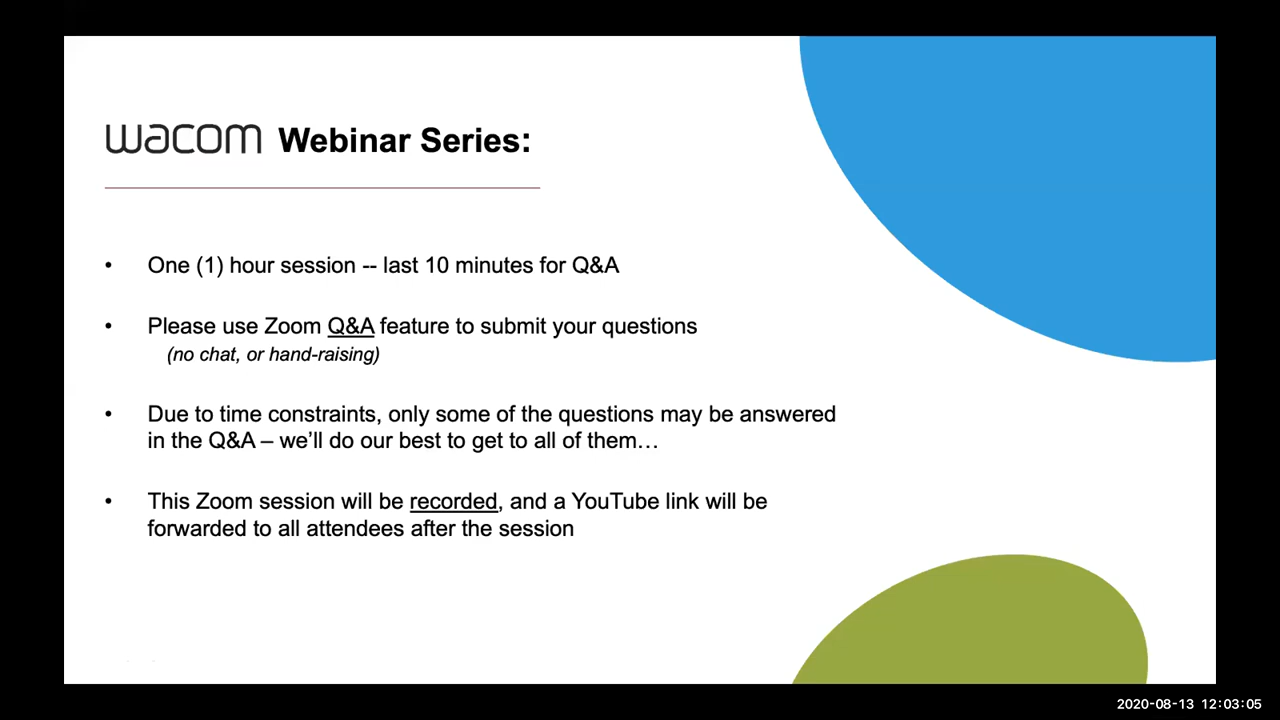 wacom Webinar Series:
• One (1) hour session -- last 10 minutes for Q&A
• Please use Zoom Q&A feature to submit your questions
(no chat, or hand-raising)
• Due to time constraints, only some of the questions may be answered
in the Q&A – we’ll do our best to get to all of them…
• This Zoom session will be recorded, and a YouTube link will be
forwarded to all attendees after the session
2020-08-13 12:03:05